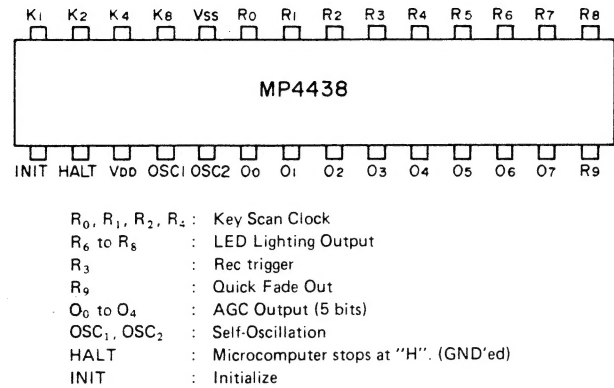 K1 K2 K4 K8 VSS R0 R1 R2 R3 R4 R5 R6 R7 R8
MP4438
INIT HALT VDD OSC1 OSC2 O0 O1 O2 O3 O4 O5 O6 O7 R9
R0, R1, R2, R4 : Key Scan Clock
R6 to R8 : LED Lighting Output
R3 : Rec trigger
R9 : Quick Fade Out
O0 to O4 : AGC Output (5 bits)
OSC1, OSC2 : Self-Oscillation
HALT : Microcomputer stops at "H". (GND'ed)
INIT : Initialize